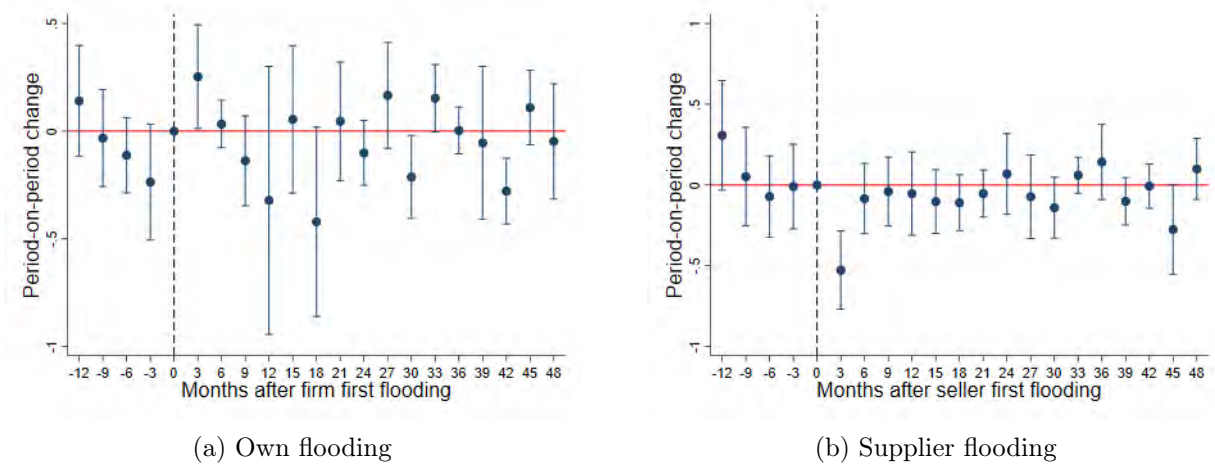 Period-on-period change
.5
0
-.5
-1
-12 -9 -6 -3 0 3 6 9 12 15 18 21 24 27 30 33 36 39 42 45 48
Months after firm first flooding
(a) Own flooding
Period-on-period change
1
.5
0
-.5
-1
-12 -9 -6 -3 0 3 6 9 12 15 18 21 24 27 30 33 36 39 42 45 48
Months after seller first flooding
(b) Supplier flooding